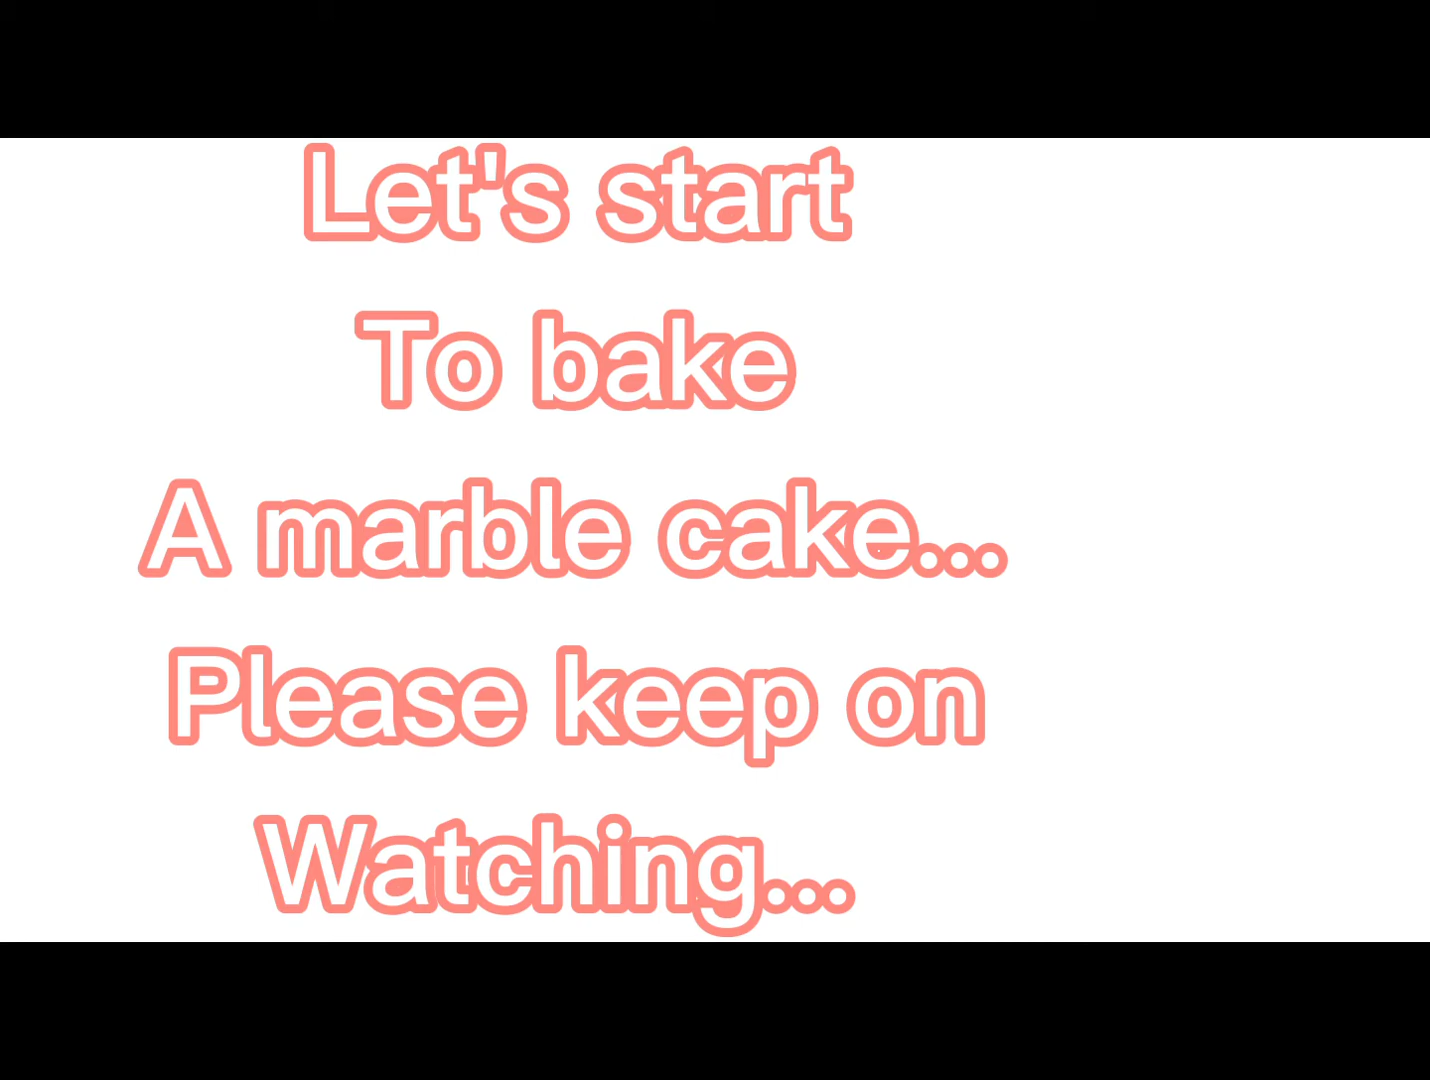 Let's start
To bake
A marble cake...
Please keep on
Watching...